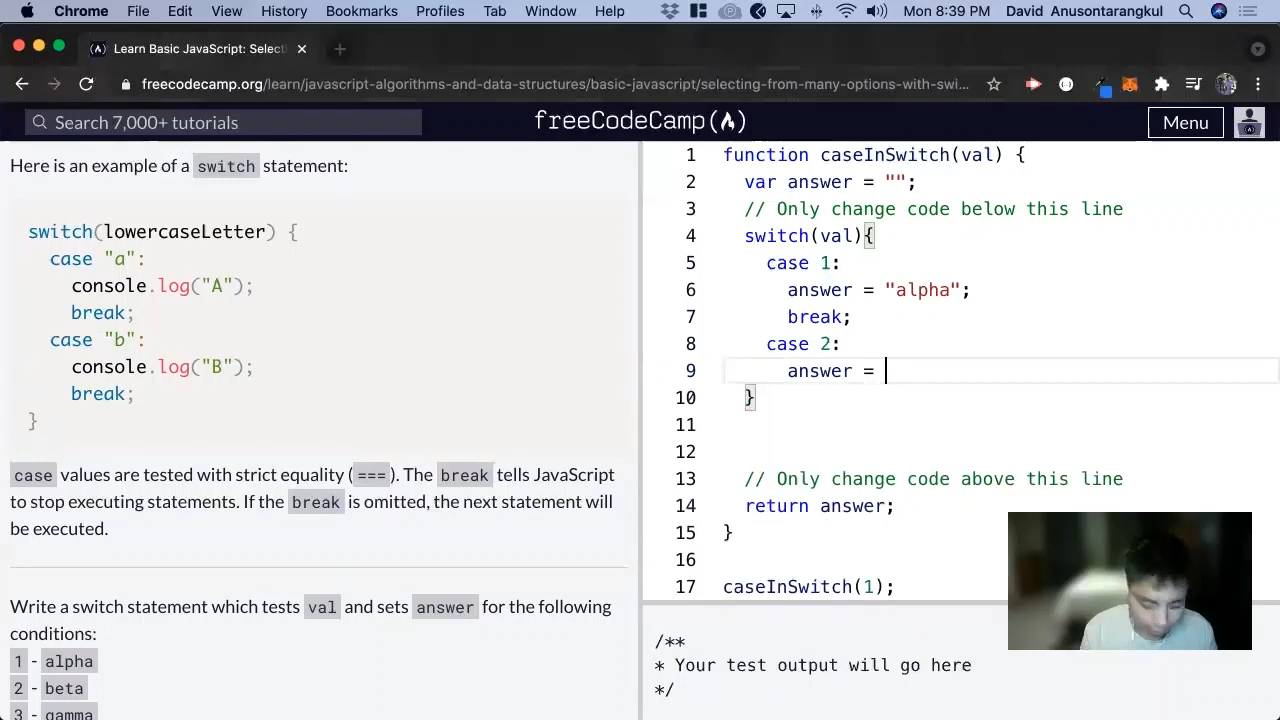 Chrome File Edit View History Bookmarks Profiles Tab Window Help Mon 8:39 PM David Anusontarangkul
Learn Basic JavaScript: Selecti
freecodecamp.org/learn/javascript-algorithms-and-data-structures/basic-javascript/selecting-from-many-options-with-swi...
Search 7,000+ tutorials
freeCodeCamp(🔥)
Menu
Here is an example of a switch statement:
switch(lowercaseLetter) {
case "a":
console.log("A");
break;
case "b":
console.log("B");
break;
}
case values are tested with strict equality (===). The break tells JavaScript
to stop executing statements. If the break is omitted, the next statement will
be executed.
Write a switch statement which tests val and sets answer for the following
conditions:
1 - alpha
2 - beta
3 - gamma
1 function caseInSwitch(val) {
2 var answer = "";
3 // Only change code below this line
4 switch(val){
5 case 1:
6 answer = "alpha";
7 break;
8 case 2:
9 answer =
10 }
11
12
13 // Only change code above this line
14 return answer;
15 }
16
17 caseInSwitch(1);
/**
* Your test output will go here
*/